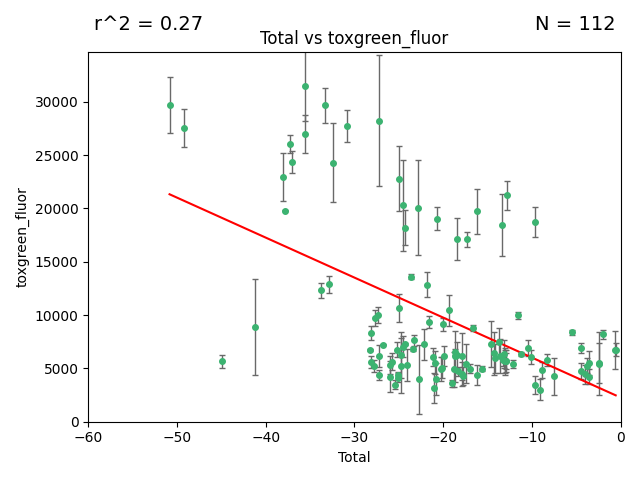 r^2 = 0.27
N = 112
Total vs toxgreen_fluor
30000
25000
20000
15000
10000
5000
0
toxgreen_fluor
−60
−50
−40
−30
−20
−10
0
Total